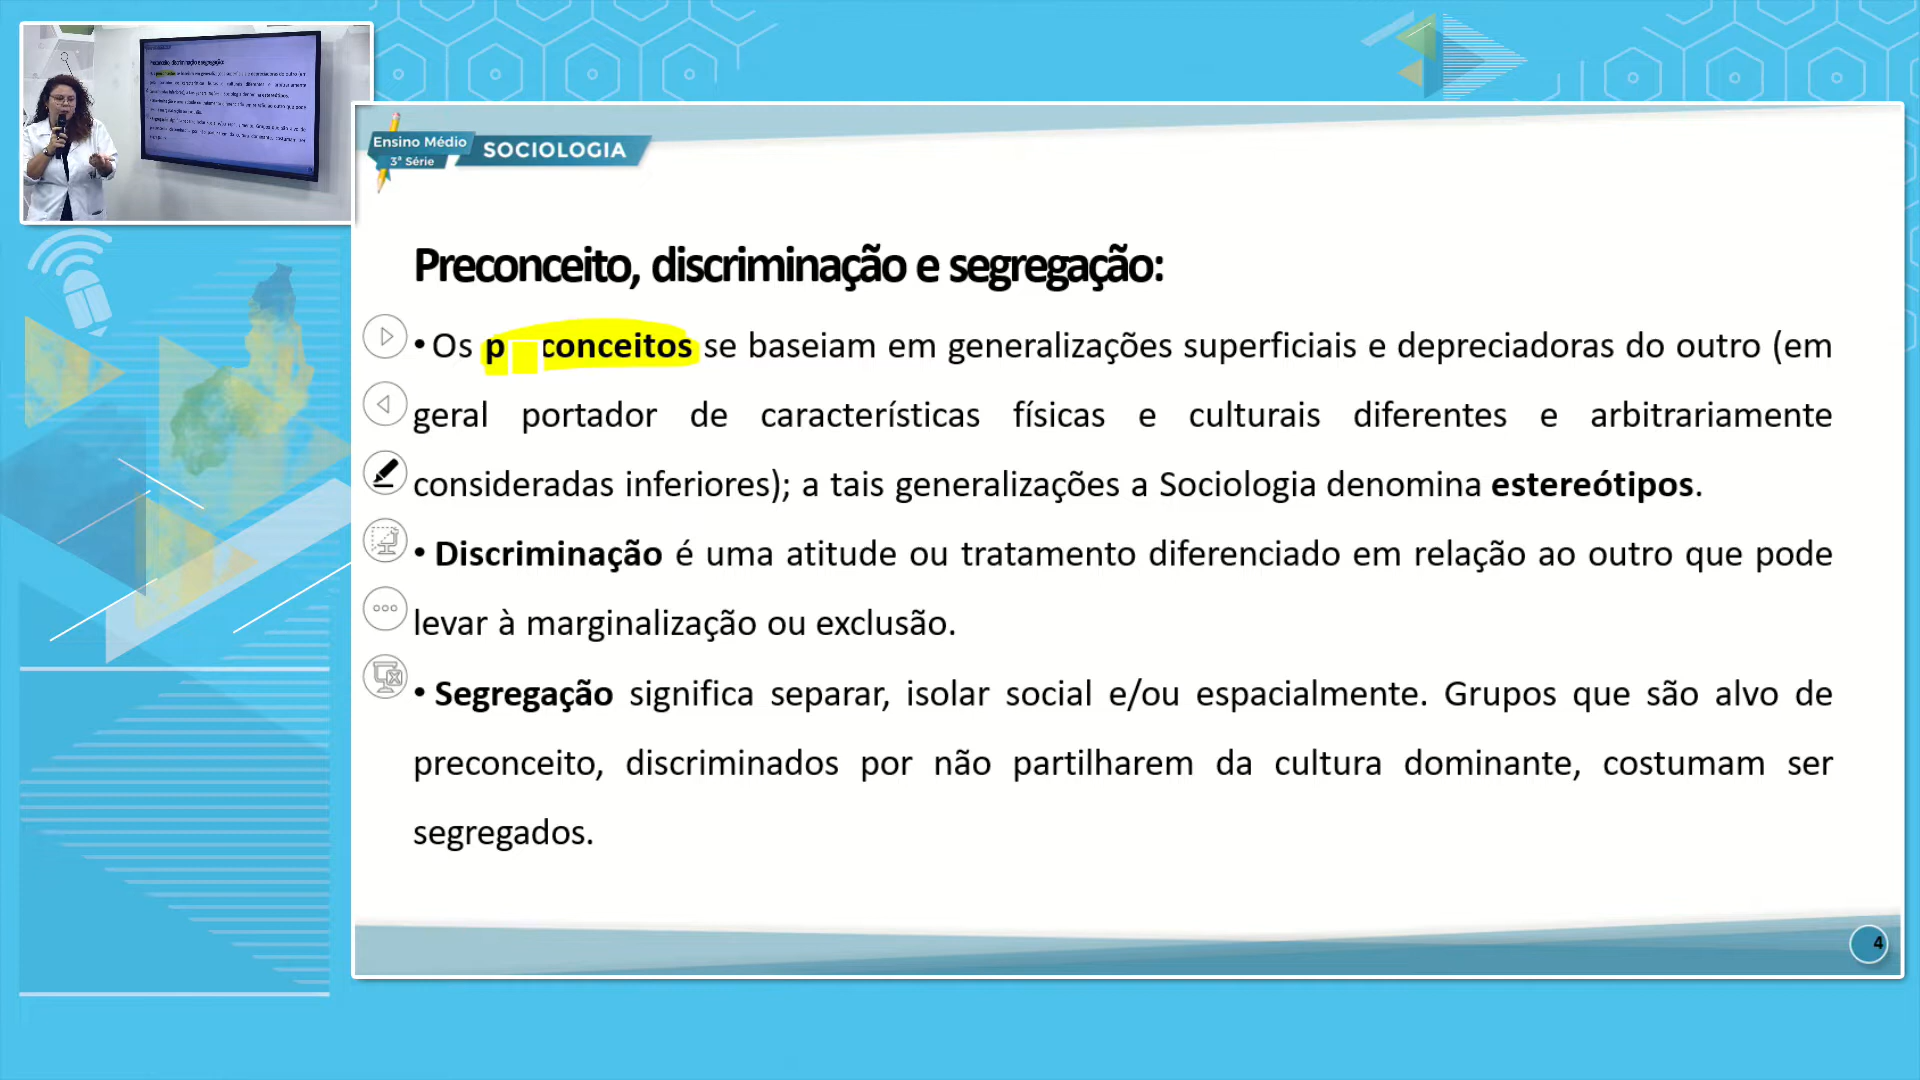 Ensino Médio
3ª Série
SOCIOLOGIA
Preconceito, discriminação e segregação:
• Os p conceitos se baseiam em generalizações superficiais e depreciadoras do outro (em
geral portador de características físicas e culturais diferentes e arbitrariamente
consideradas inferiores); a tais generalizações a Sociologia denomina estereótipos.
• Discriminação é uma atitude ou tratamento diferenciado em relação ao outro que pode
levar à marginalização ou exclusão.
• Segregação significa separar, isolar social e/ou espacialmente. Grupos que são alvo de
preconceito, discriminados por não partilharem da cultura dominante, costumam ser
segregados.
4